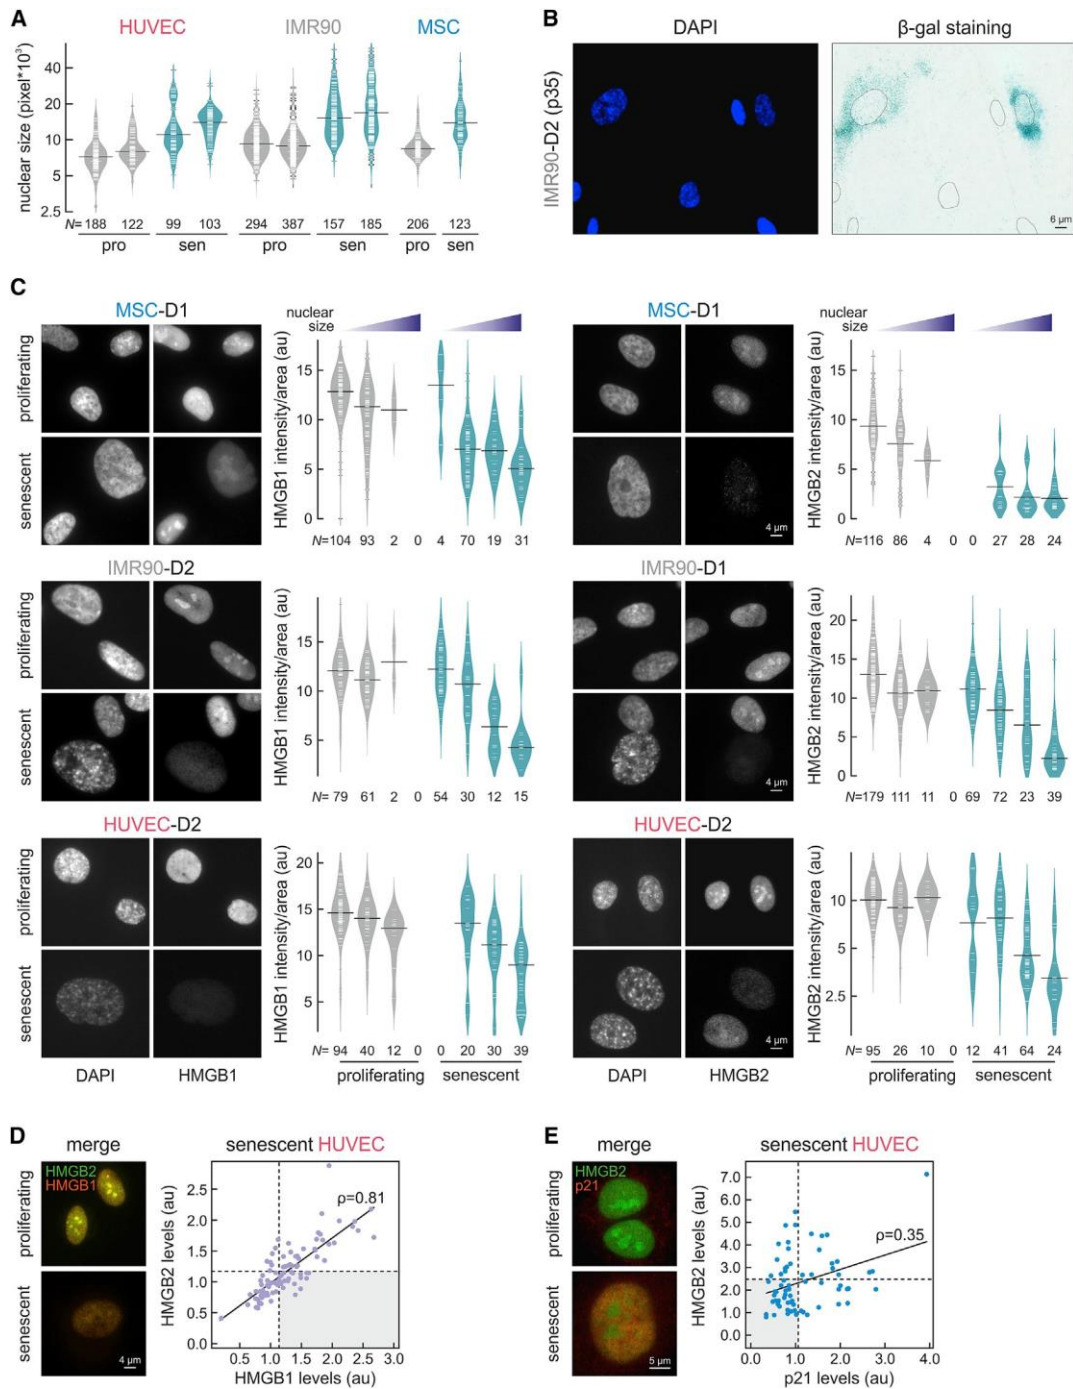 A
HUVEC IMR90 MSC
nuclear size (pixel*10³)
40
20
10
5
2.5
N= 188 122 99 103 294 387 157 185 206 123
pro sen pro sen pro sen
B
DAPI β-gal staining
IMR90-D2 (p35)
6 µm
C
MSC-D1
nuclear size
proliferating
senescent
HMGB1 intensity/area (au)
15
10
5
0
N=104 93 2 0 4 70 19 31
MSC-D1
nuclear size
4 µm
HMGB2 intensity/area (au)
15
10
5
0
N=116 86 4 0 0 27 28 24
IMR90-D2
proliferating
senescent
HMGB1 intensity/area (au)
15
10
5
N= 79 61 2 0 54 30 12 15
IMR90-D1
4 µm
HMGB2 intensity/area (au)
20
15
10
5
0
N=179 111 11 0 69 72 23 39
HUVEC-D2
proliferating
senescent
DAPI HMGB1
HMGB1 intensity/area (au)
20
15
10
5
N= 94 40 12 0 0 20 30 39
proliferating senescent
HUVEC-D2
4 µm
DAPI HMGB2
HMGB2 intensity/area (au)
10
5
2.5
N= 95 26 10 0 12 41 64 24
proliferating senescent
D
merge
HMGB2
HMGB1
proliferating
senescent
4 µm
senescent HUVEC
ρ=0.81
HMGB2 levels (au)
2.5
2.0
1.5
1.0
0.5
0.0
0.5 1.0 1.5 2.0 2.5 3.0
HMGB1 levels (au)
E
merge
HMGB2
p21
proliferating
senescent
5 µm
senescent HUVEC
ρ=0.35
HMGB2 levels (au)
7.0
6.0
5.0
4.0
3.0
2.0
1.0
0.0
0.0 1.0 2.0 3.0 4.0
p21 levels (au)